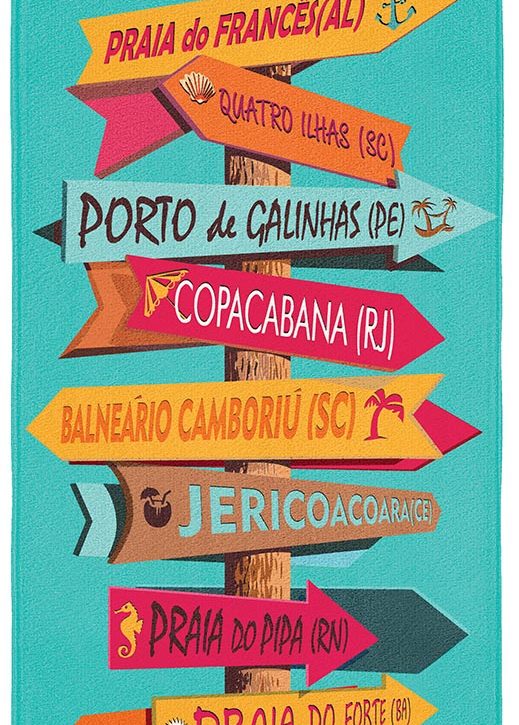 PRAIA do FRANCÊS(AL)
QUATRO ILHAS (SC)
PORTO de GALINHAS (PE)
COPACABANA (RJ)
BALNEÁRIO CAMBORIÚ (SC)
JERICOACOARA(CE)
PRAIA DO PIPA (RN)
PRAIA DO FORTE (BA)